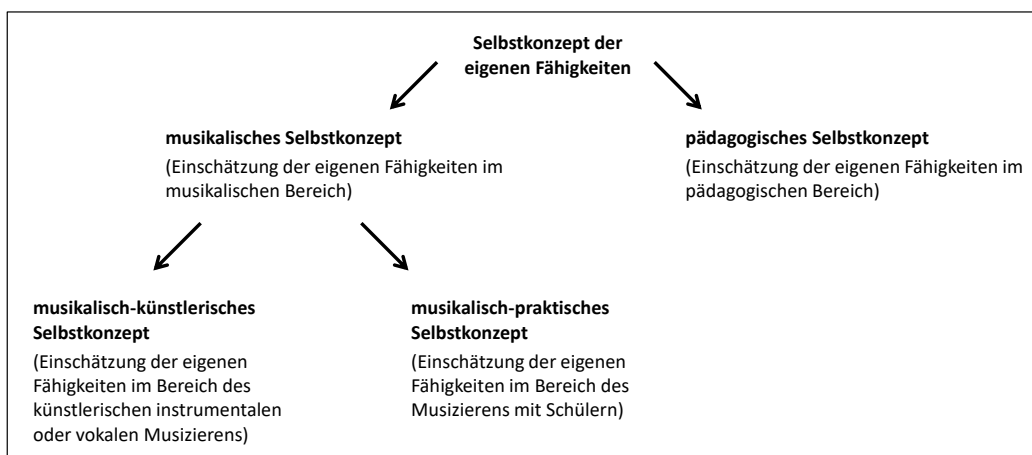 Selbstkonzept der
eigenen Fähigkeiten
musikalisches Selbstkonzept
(Einschätzung der eigenen Fähigkeiten im
musikalischen Bereich)
pädagogisches Selbstkonzept
(Einschätzung der eigenen Fähigkeiten im
pädagogischen Bereich)
musikalisch-künstlerisches
Selbstkonzept
(Einschätzung der eigenen
Fähigkeiten im Bereich des
künstlerischen instrumentalen
oder vokalen Musizierens)
musikalisch-praktisches
Selbstkonzept
(Einschätzung der eigenen
Fähigkeiten im Bereich des
Musizierens mit Schülern)